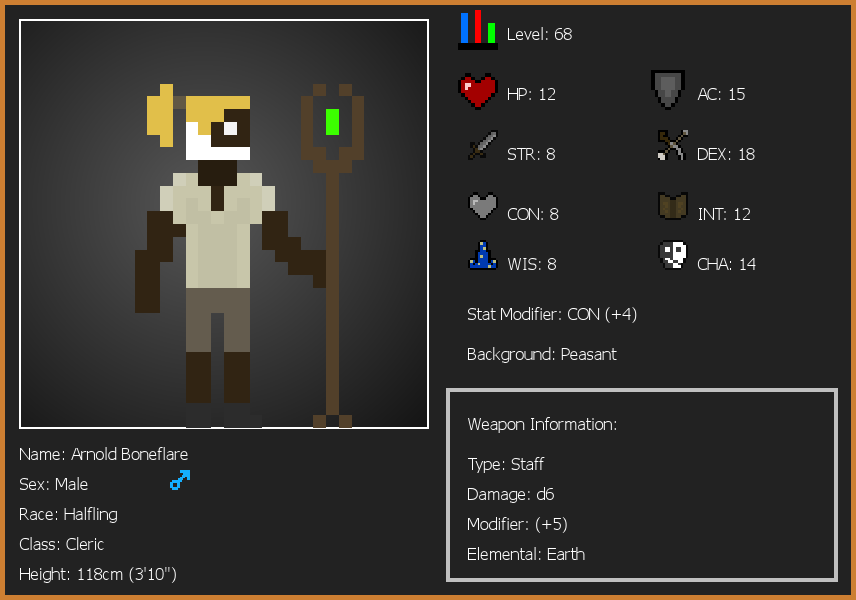 Level: 68
HP: 12
AC: 15
STR: 8
DEX: 18
CON: 8
INT: 12
WIS: 8
CHA: 14
Stat Modifier: CON (+4)
Background: Peasant
Weapon Information:
Type: Staff
Damage: d6
Modifier: (+5)
Elemental: Earth
Name: Arnold Boneflare
Sex: Male
Race: Halfling
Class: Cleric
Height: 118cm (3'10")